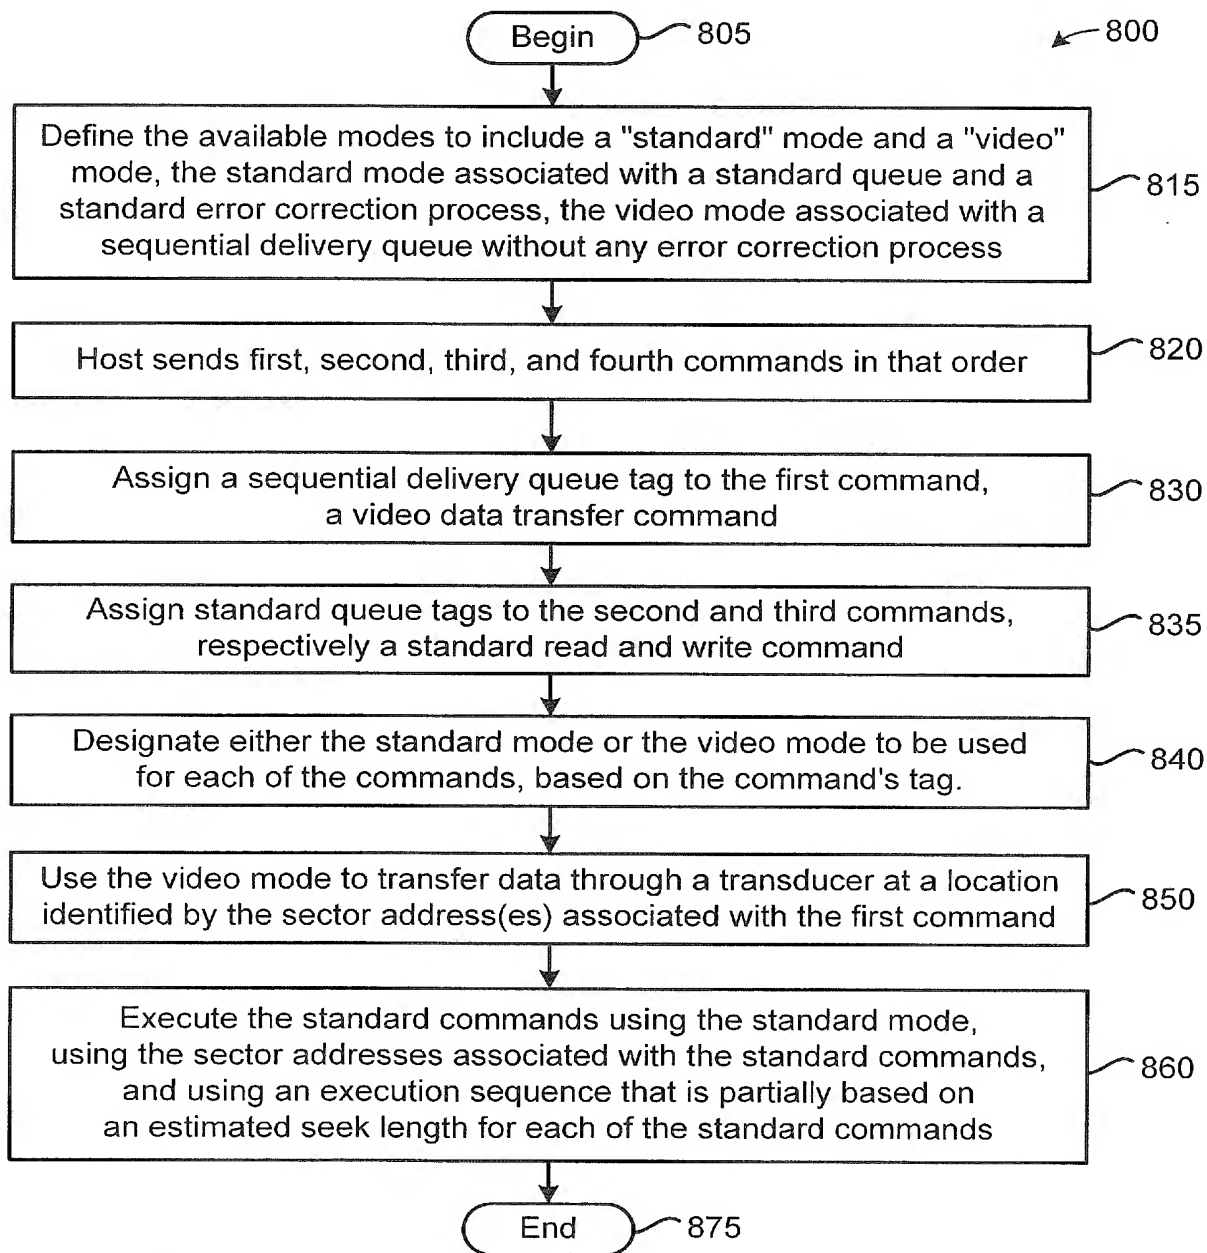 Begin
805
800
Define the available modes to include a "standard" mode and a "video"
mode, the standard mode associated with a standard queue and a
standard error correction process, the video mode associated with a
sequential delivery queue without any error correction process
815
Host sends first, second, third, and fourth commands in that order
820
Assign a sequential delivery queue tag to the first command,
a video data transfer command
830
Assign standard queue tags to the second and third commands,
respectively a standard read and write command
835
Designate either the standard mode or the video mode to be used
for each of the commands, based on the command's tag.
840
Use the video mode to transfer data through a transducer at a location
identified by the sector address(es) associated with the first command
850
Execute the standard commands using the standard mode,
using the sector addresses associated with the standard commands,
and using an execution sequence that is partially based on
an estimated seek length for each of the standard commands
860
End
875